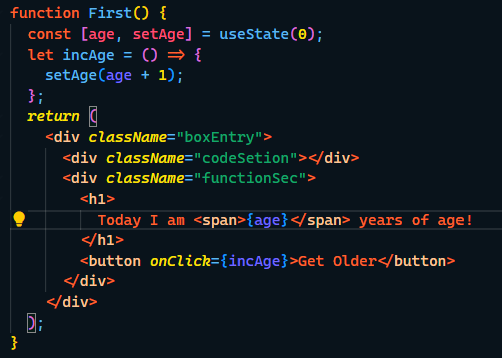 function First() {
  const [age, setAge] = useState(0);
  let incAge = () => {
    setAge(age + 1);
  };
  return (
    <div className="boxEntry">
      <div className="codeSetion"></div>
      <div className="functionSec">
        <h1>
          Today I am <span>{age}</span> years of age!
        </h1>
        <button onClick={incAge}>Get Older</button>
      </div>
    </div>
  );
}